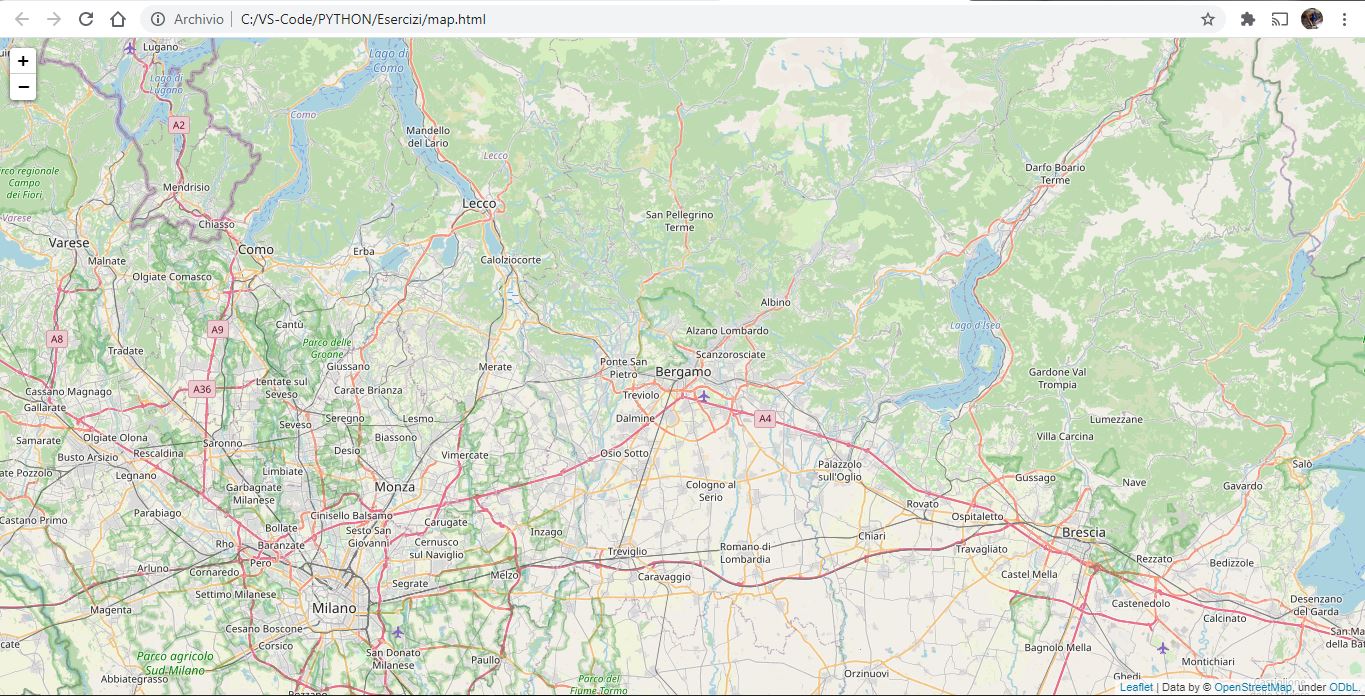 Archivio
C:/VS-Code/PYTHON/Esercizi/map.html
+
−
Lugano
Lago di
Lugano
Lago di
Como
Como
A2
Mandello
del Lario
Lecco
Darfo Boario
Terme
Parco regionale
Campo
dei Fiori
Mendrisio
Varese
Lecco
San Pellegrino
Terme
Chiasso
Varese
Como
Erba
Malnate
Calolziocorte
Olgiate Comasco
Albino
Cantù
A9
A8
Alzano Lombardo
Lago d'Iseo
Parco delle
Groane
Tradate
Scanzorosciate
Ponte San
Pietro
Giussano
Merate
Bergamo
Gardone Val
Trompia
Lentate sul
Seveso
A36
Carate Brianza
Cassano Magnago
Treviolo
Gallarate
Seregno
Lesmo
Dalmine
A4
Lumezzane
Seveso
Olgiate Olona
Biassono
Villa Carcina
Samarate
Saronno
Desio
Rescaldina
Busto Arsizio
Vimercate
Osio Sotto
Palazzolo
sull'Oglio
Salò
Limbiate
Legnano
Gussago
Nave
Garbagnate
Milanese
Monza
Cologno al
Serio
Gavardo
Rovato
Parabiago
Cinisello Balsamo
Ospitaletto
Castano Primo
Carugate
Bollate
Sesto San
Giovanni
Inzago
Chiari
Brescia
Rho
Baranzate
Cernusco
sul Naviglio
Treviglio
Romano di
Lombardia
Travagliato
Rezzato
Pero
Bedizzole
Arluno
Cornaredo
Melzo
Caravaggio
Castel Mella
Segrate
Settimo Milanese
Desenzano
del Garda
Magenta
Milano
Castenedolo
Calcinato
Cesano Boscone
Corsico
Bagnolo Mella
San Donato
Milanese
Parco agricolo
Sud-Milano
Paullo
Montichiari
Orzinuovi
Abbiategrasso
Parco del
Fiume-Tormo
Ghedi
Leaflet | Data by © OpenStreetMap, under ODbL.